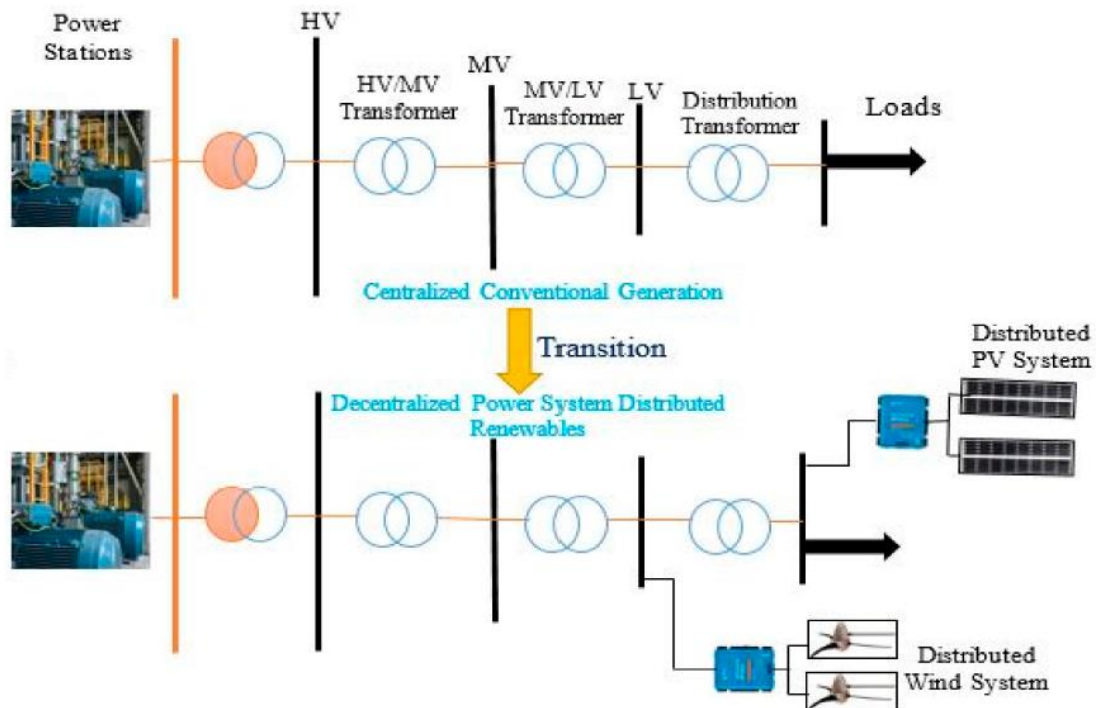 Power
Stations
HV
HV/MV
Transformer
MV
MV/LV
Transformer
LV
Distribution
Transformer
Loads
Centralized Conventional Generation
Transition
Decentralized Power System Distributed
Renewables
Distributed
PV System
Distributed
Wind System